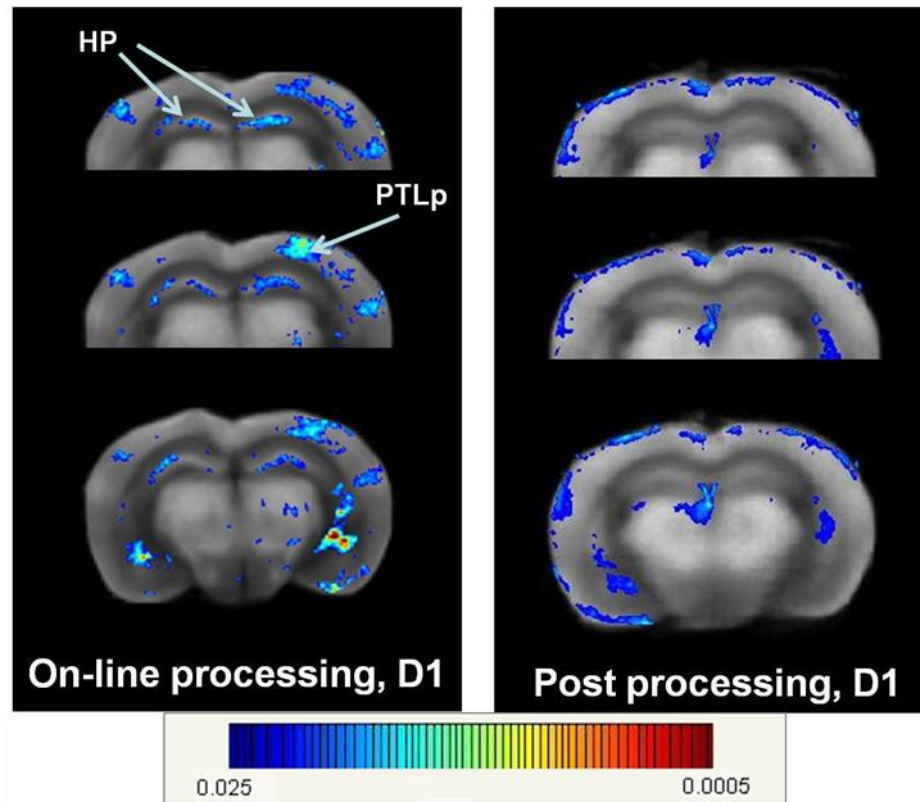 HP
PTLp
On-line processing, D1
Post processing, D1
0.025
0.0005